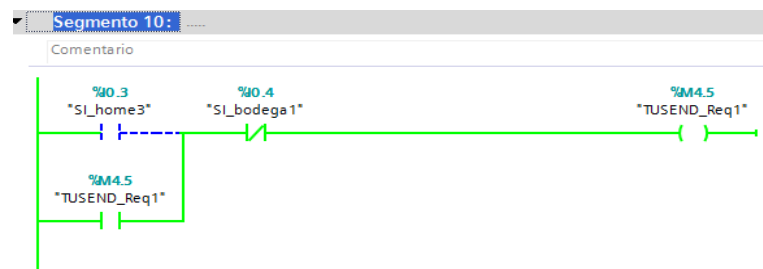 Segmento 10: .....
Comentario
%I0.3 %I0.4 %M4.5
"SI_home3" "SI_bodega1" "TUSEND_Req1"
%M4.5
"TUSEND_Req1"